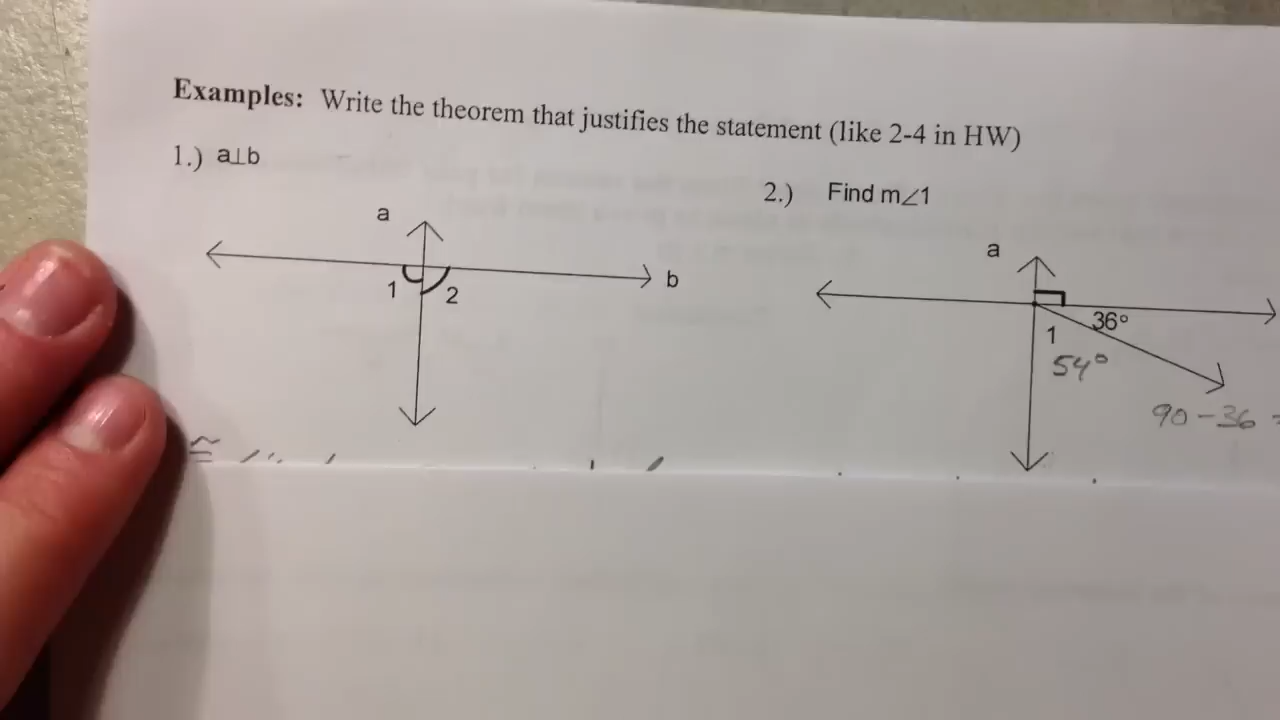 Examples: Write the theorem that justifies the statement (like 2-4 in HW)
1.) a⊥b
2.) Find m∠1
a
b
1 2
a
36°
1
54°
90-36
≅